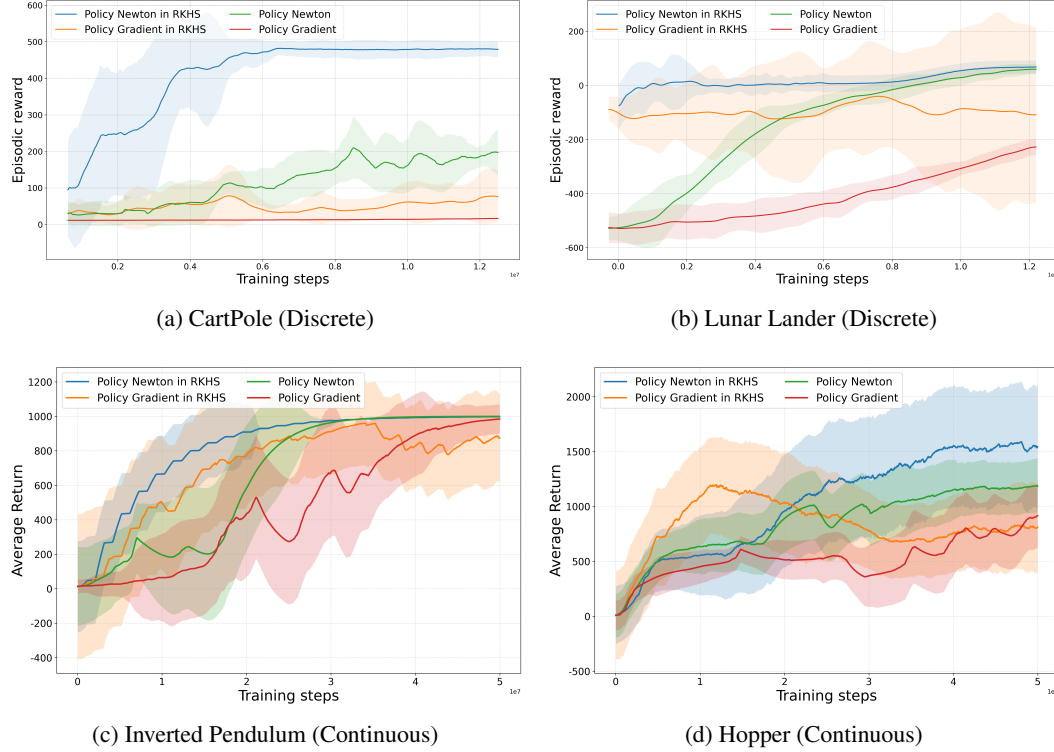 Policy Newton in RKHS
Policy Newton
Policy Gradient in RKHS
Policy Gradient
600
500
400
300
200
100
0
Episodic reward
0.2
0.4
0.6
0.8
1.0
1.2
1e7
Training steps
(a) CartPole (Discrete)
Policy Newton in RKHS
Policy Newton
Policy Gradient in RKHS
Policy Gradient
200
0
-200
-400
-600
Episodic reward
0.0
0.2
0.4
0.6
0.8
1.0
1.2
1e7
Training steps
(b) Lunar Lander (Discrete)
Policy Newton in RKHS
Policy Newton
Policy Gradient in RKHS
Policy Gradient
1200
1000
800
600
400
200
0
-200
-400
Average Return
0
1
2
3
4
5
1e7
Training steps
(c) Inverted Pendulum (Continuous)
Policy Newton in RKHS
Policy Newton
Policy Gradient in RKHS
Policy Gradient
2000
1500
1000
500
0
-500
Average Return
0
1
2
3
4
5
1e7
Training steps
(d) Hopper (Continuous)